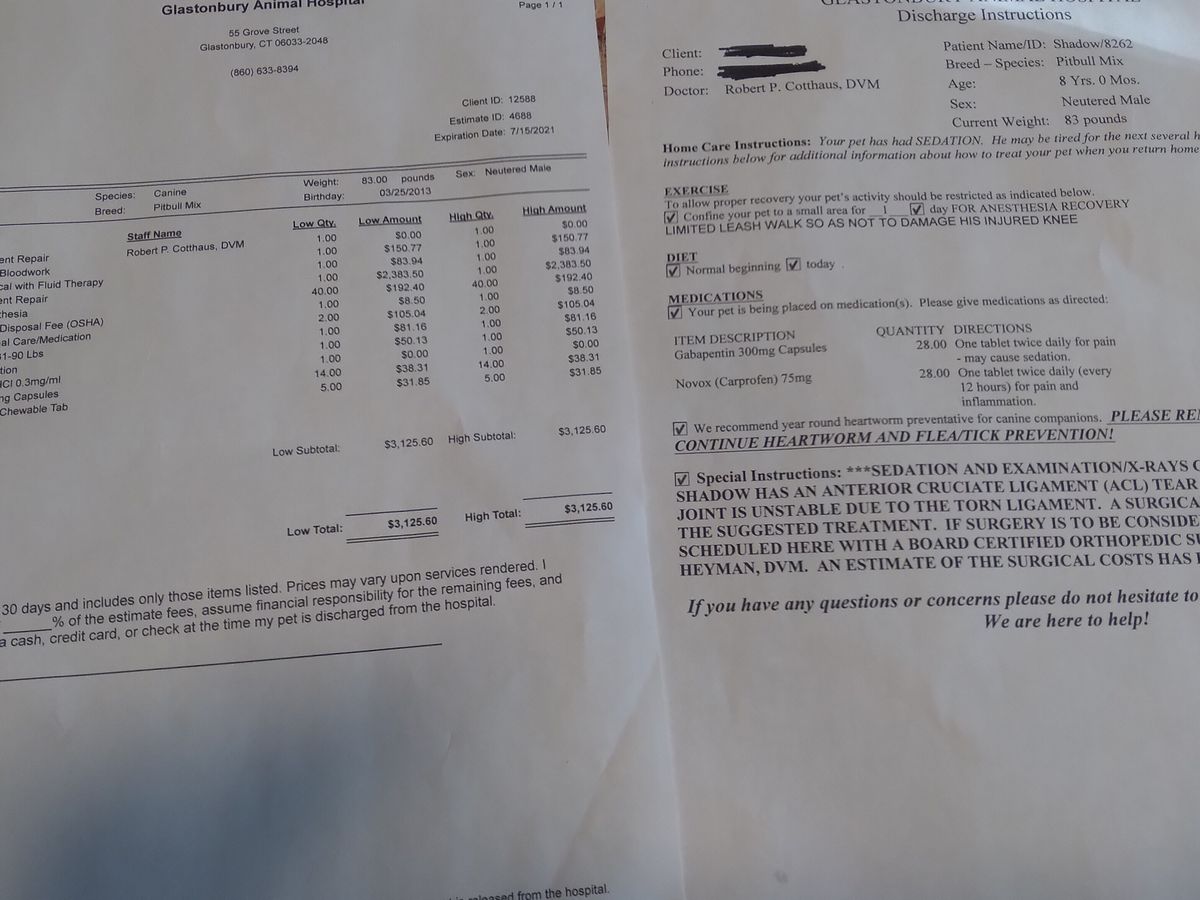 Glastonbury Animal Hospital
Page 1 / 1
55 Grove Street
Glastonbury, CT 06033-2048
(860) 633-8394
Client ID: 12588
Estimate ID: 4688
Expiration Date: 7/15/2021
Species: Canine Weight: 83.00 pounds Sex: Neutered Male
Breed: Pitbull Mix Birthday: 03/25/2013
Staff Name Low Qty. Low Amount High Qty. High Amount
ent Repair Robert P. Cotthaus, DVM 1.00 $0.00 1.00 $0.00
Bloodwork 1.00 $150.77 1.00 $150.77
cal with Fluid Therapy 1.00 $83.94 1.00 $83.94
ent Repair 1.00 $2,383.50 1.00 $2,383.50
thesia 40.00 $192.40 40.00 $192.40
Disposal Fee (OSHA) 1.00 $8.50 1.00 $8.50
al Care/Medication 2.00 $105.04 2.00 $105.04
61-90 Lbs 1.00 $81.16 1.00 $81.16
tion 1.00 $50.13 1.00 $50.13
HCl 0.3mg/ml 1.00 $0.00 1.00 $0.00
ng Capsules 14.00 $38.31 14.00 $38.31
Chewable Tab 5.00 $31.85 5.00 $31.85
Low Subtotal: $3,125.60 High Subtotal: $3,125.60
Low Total: $3,125.60 High Total: $3,125.60
30 days and includes only those items listed. Prices may vary upon services rendered. I
% of the estimate fees, assume financial responsibility for the remaining fees, and
a cash, credit card, or check at the time my pet is discharged from the hospital.
is released from the hospital.
GLASTONBURY ANIMAL HOSPITAL
Discharge Instructions
Client: Patient Name/ID: Shadow/8262
Phone: Breed – Species: Pitbull Mix
Doctor: Robert P. Cotthaus, DVM Age: 8 Yrs. 0 Mos.
Sex: Neutered Male
Current Weight: 83 pounds
Home Care Instructions: Your pet has had SEDATION. He may be tired for the next several h
instructions below for additional information about how to treat your pet when you return home
EXERCISE
To allow proper recovery your pet's activity should be restricted as indicated below.
Confine your pet to a small area for 1 day FOR ANESTHESIA RECOVERY
LIMITED LEASH WALK SO AS NOT TO DAMAGE HIS INJURED KNEE
DIET
Normal beginning today .
MEDICATIONS
Your pet is being placed on medication(s). Please give medications as directed:
ITEM DESCRIPTION QUANTITY DIRECTIONS
Gabapentin 300mg Capsules 28.00 One tablet twice daily for pain
- may cause sedation.
Novox (Carprofen) 75mg 28.00 One tablet twice daily (every
12 hours) for pain and
inflammation.
We recommend year round heartworm preventative for canine companions. PLEASE REM
CONTINUE HEARTWORM AND FLEA/TICK PREVENTION!
Special Instructions: ***SEDATION AND EXAMINATION/X-RAYS
SHADOW HAS AN ANTERIOR CRUCIATE LIGAMENT (ACL) TEAR
JOINT IS UNSTABLE DUE TO THE TORN LIGAMENT. A SURGICA
THE SUGGESTED TREATMENT. IF SURGERY IS TO BE CONSIDE
SCHEDULED HERE WITH A BOARD CERTIFIED ORTHOPEDIC SU
HEYMAN, DVM. AN ESTIMATE OF THE SURGICAL COSTS HAS
If you have any questions or concerns please do not hesitate to
We are here to help!